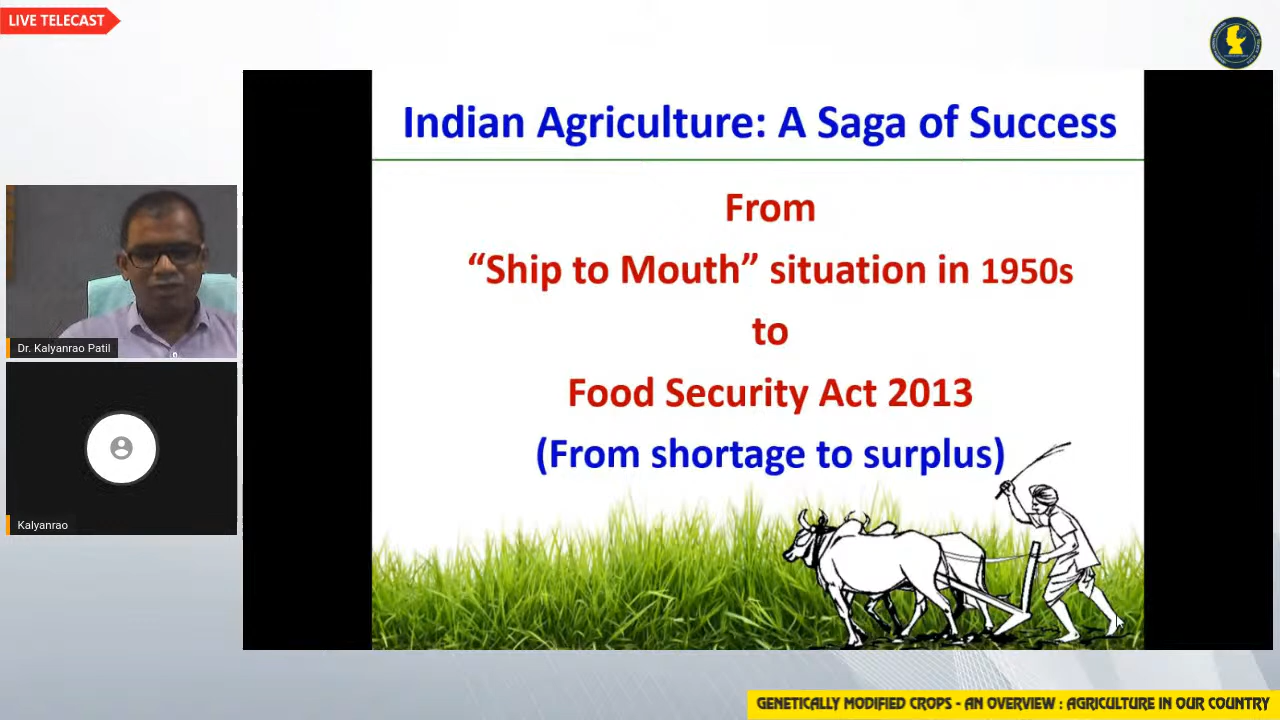 LIVE TELECAST
Indian Agriculture: A Saga of Success
From
“Ship to Mouth” situation in 1950s
to
Food Security Act 2013
(From shortage to surplus)
Dr. Kalyanrao Patil
Kalyanrao
GENETICALLY MODIFIED CROPS - AN OVERVIEW : AGRICULTURE IN OUR COUNTRY